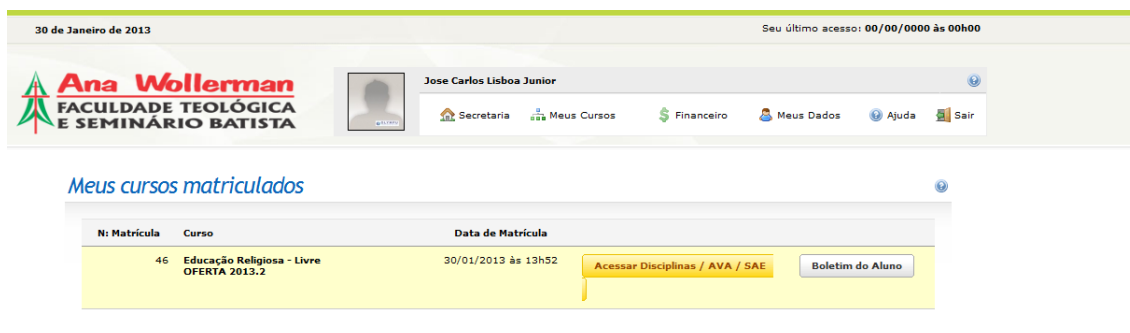 30 de Janeiro de 2013
Seu último acesso: 00/00/0000 às 00h00
Ana Wollerman
FACULDADE TEOLÓGICA
E SEMINÁRIO BATISTA
Jose Carlos Lisboa Junior
Secretaria Meus Cursos Financeiro Meus Dados Ajuda Sair
Meus cursos matriculados
N: Matrícula Curso Data de Matrícula
46 Educação Religiosa - Livre 30/01/2013 às 13h52 Acessar Disciplinas / AVA / SAE Boletim do Aluno
OFERTA 2013.2